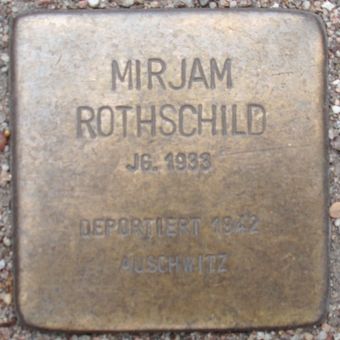 MIRJAM
ROTHSCHILD
JG. 1933
DEPORTIERT 1942
AUSCHWITZ